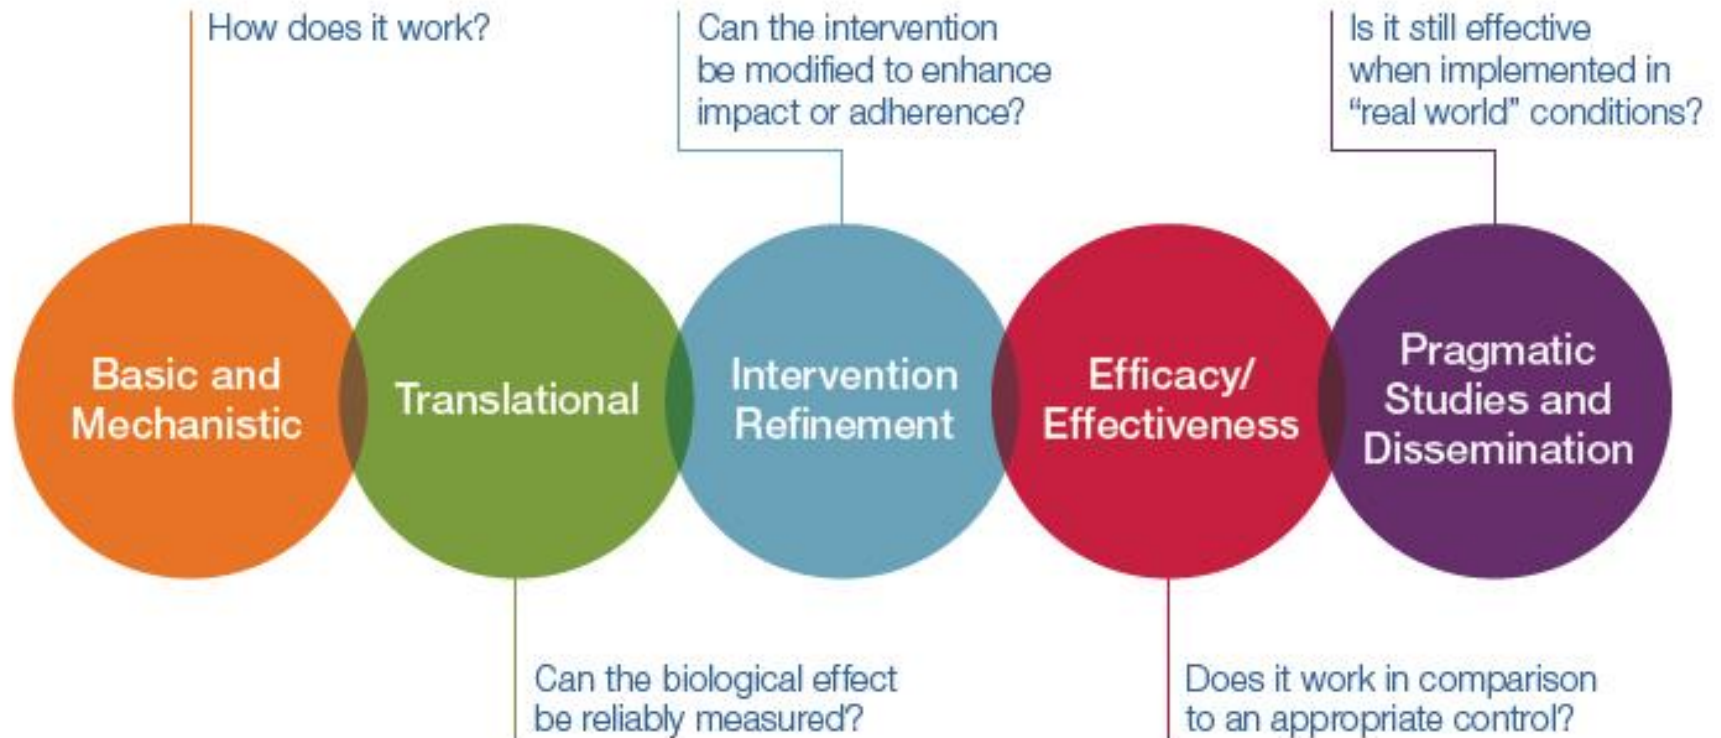 How does it work?
Can the intervention
be modified to enhance
impact or adherence?
Is it still effective
when implemented in
“real world” conditions?
Basic and
Mechanistic
Translational
Intervention
Refinement
Efficacy/
Effectiveness
Pragmatic
Studies and
Dissemination
Can the biological effect
be reliably measured?
Does it work in comparison
to an appropriate control?